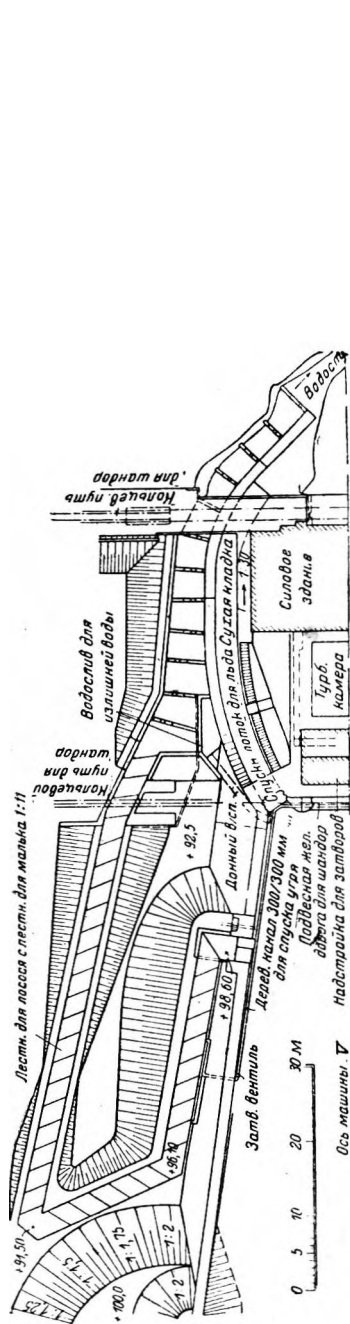 Лестн. для лосося с лестн. для малька 1:11
Кольцевой
путь для
шандор
Водослив для
излишней воды
Кольцев. путь
для шандор
Водосл
+91,50
1:1,25
1:1,5
1:1,75
1:2
+100,0
1:2
+96,10
+92,5
+98,60
Донный в/сп.
Спускн. лоток для льда
Сухая кладка
1:30
Силовое
здание
Турб.
камера
Затв. вентиль
Дерев. канал 300/300 мм
для спуска угря
Подвесная жел.
дорога для шандор
Надстройка для затворов
Ось машины. V
0 5 10 20 30 м